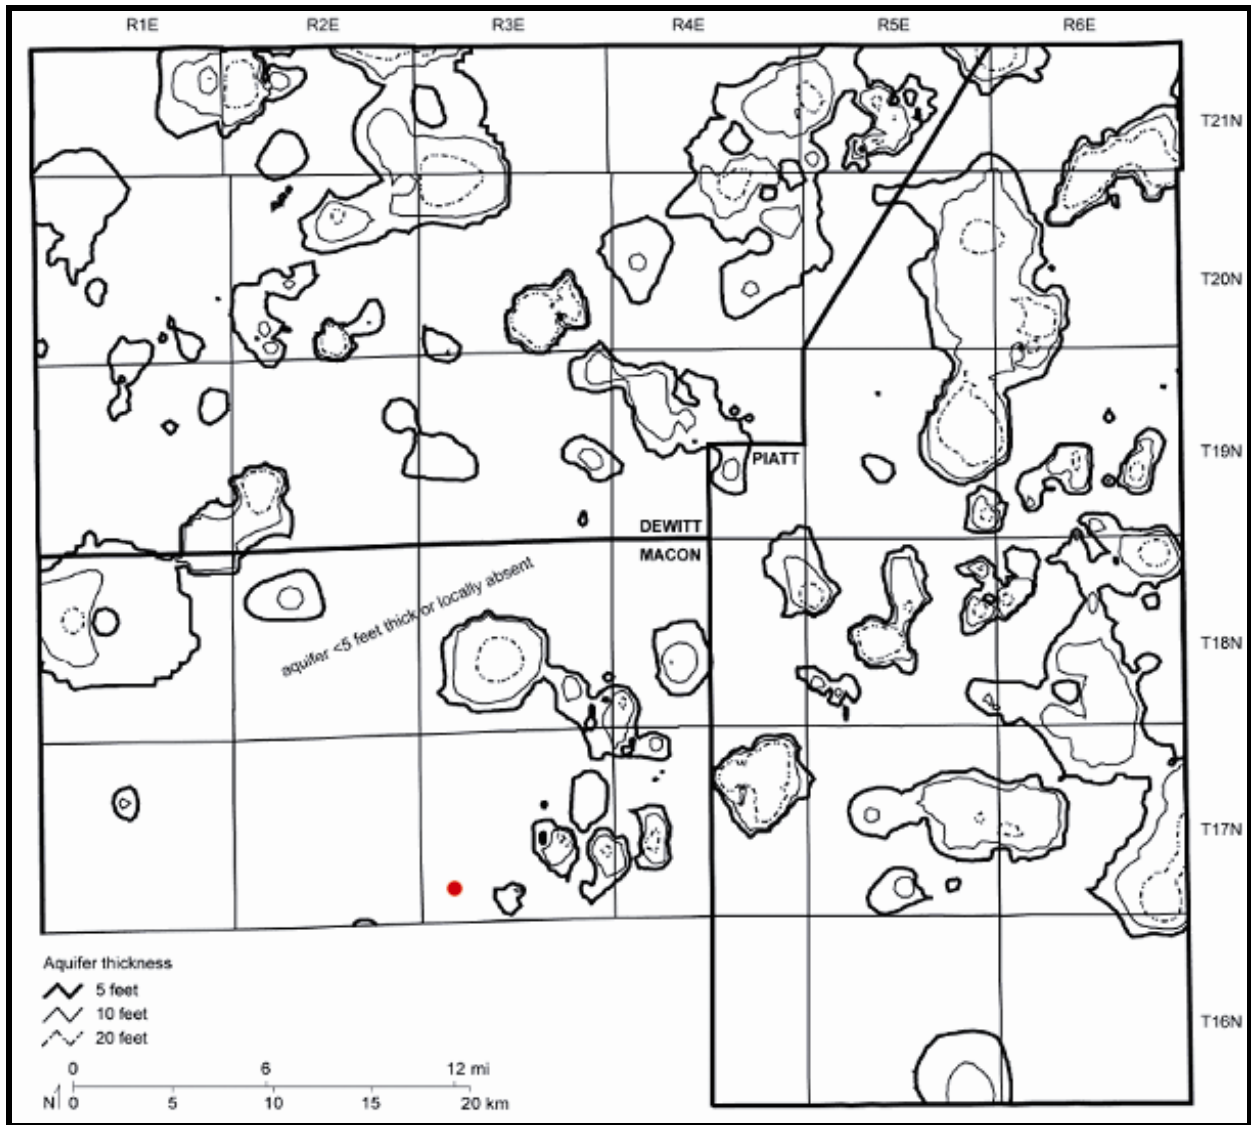 R1E R2E R3E R4E R5E R6E
T21N
T20N
T19N
PIATT
DEWITT
MACON
aquifer <5 feet thick or locally absent
T18N
T17N
T16N
Aquifer thickness
5 feet
10 feet
20 feet
0 6 12 mi
N 0 5 10 15 20 km